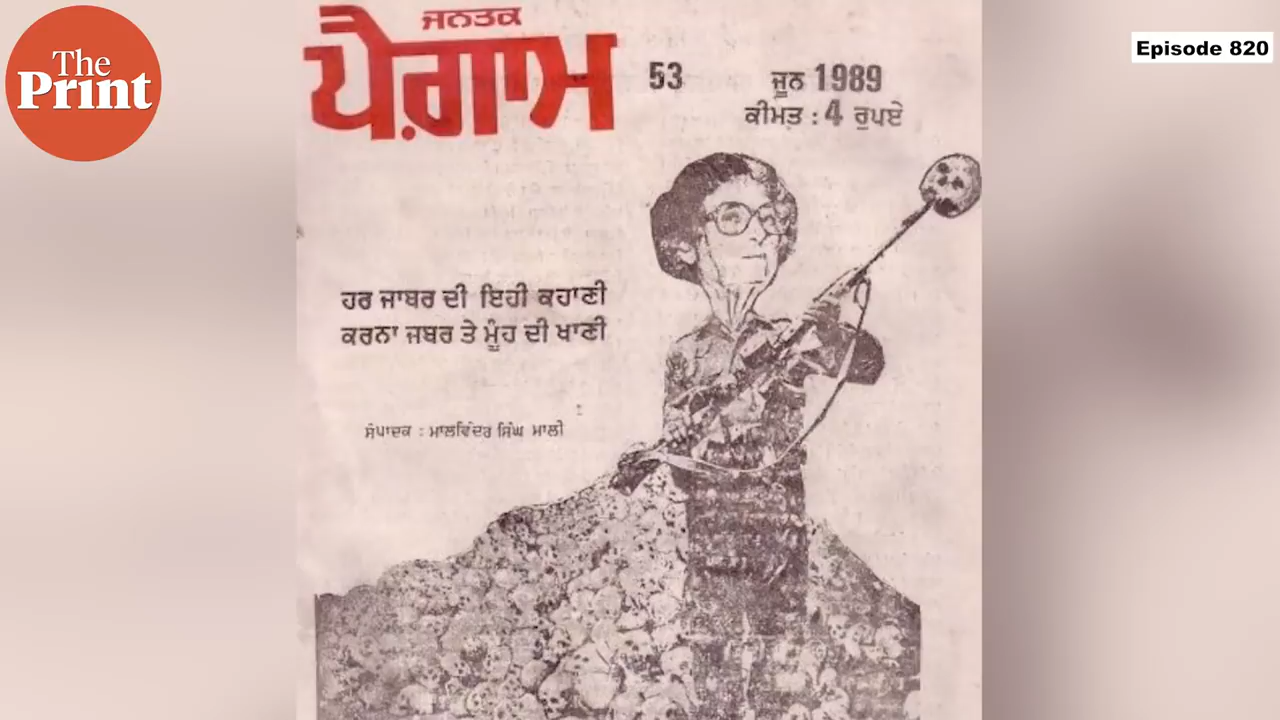 The
Print
Episode 820
ਜਨਤਕ
ਪੈਗ਼ਾਮ
53
ਜੂਨ 1989
ਕੀਮਤ : 4 ਰੁਪਏ
ਹਰ ਜਾਬਰ ਦੀ ਇਹੀ ਕਹਾਣੀ
ਕਰਨਾ ਜਬਰ ਤੇ ਮੂੰਹ ਦੀ ਖਾਣੀ
ਸੰਪਾਦਕ : ਮਾਲਵਿੰਦਰ ਸਿੰਘ ਮਾਲੀ